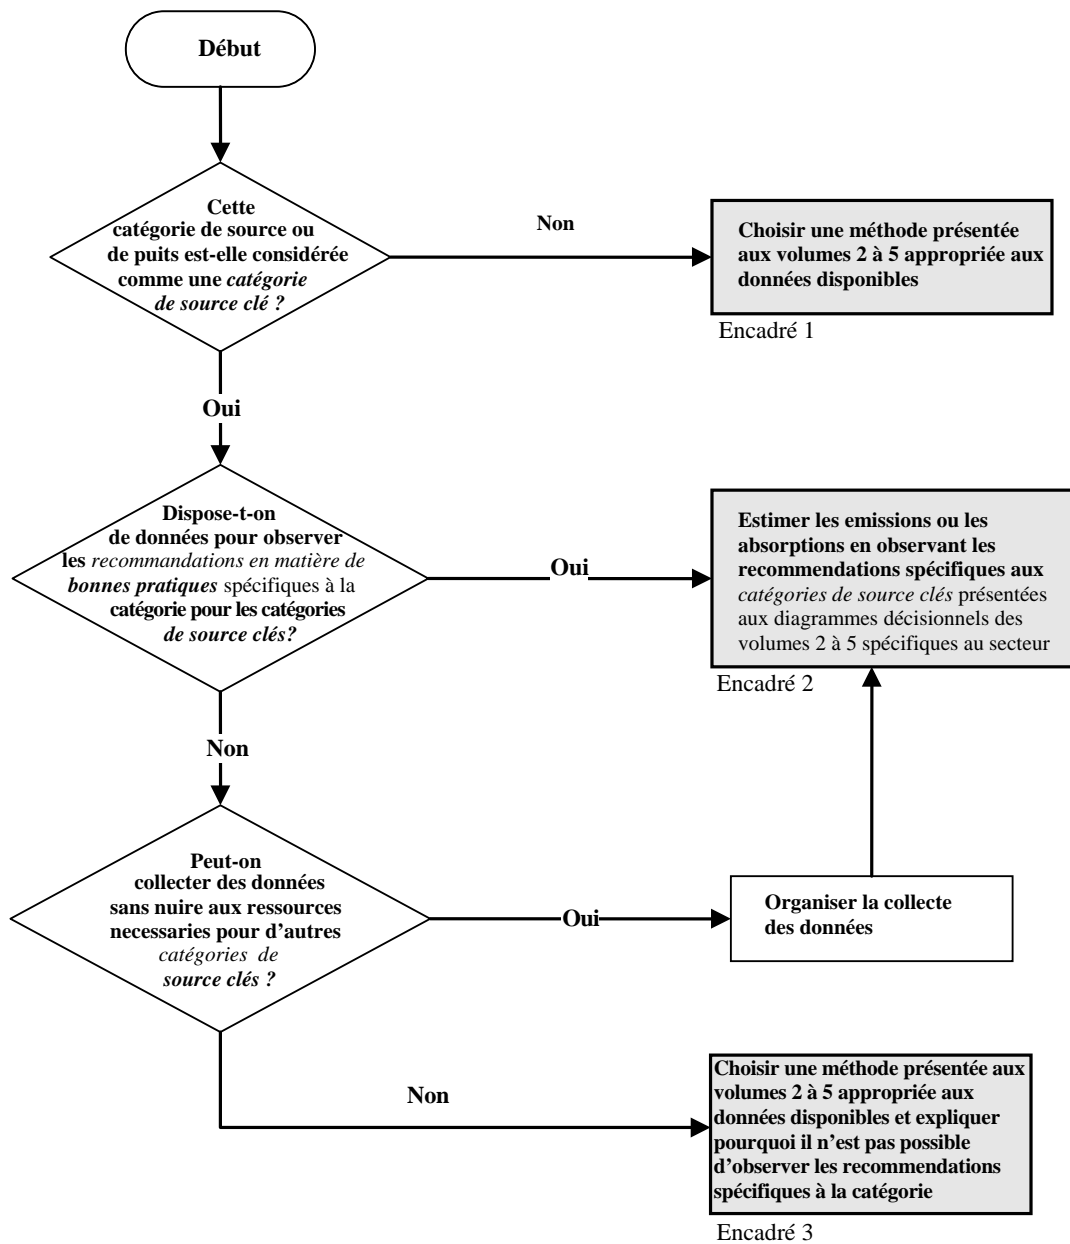 Début
Cette
catégorie de source ou
de puits est-elle considérée
comme une catégorie
de source clé ?
Non
Choisir une méthode présentée
aux volumes 2 à 5 appropriée aux
données disponibles
Encadré 1
Oui
Dispose-t-on
de données pour observer
les recommandations en matière de
bonnes pratiques spécifiques à la
catégorie pour les catégories
de source clés?
Oui
Estimer les emissions ou les
absorptions en observant les
recommendations spécifiques aux
catégories de source clés présentées
aux diagrammes décisionnels des
volumes 2 à 5 spécifiques au secteur
Encadré 2
Non
Peut-on
collecter des données
sans nuire aux ressources
necessaries pour d'autres
catégories de
source clés ?
Oui
Organiser la collecte
des données
Non
Choisir une méthode présentée aux
volumes 2 à 5 appropriée aux
données disponibles et expliquer
pourquoi il n'est pas possible
d'observer les recommendations
spécifiques à la catégorie
Encadré 3